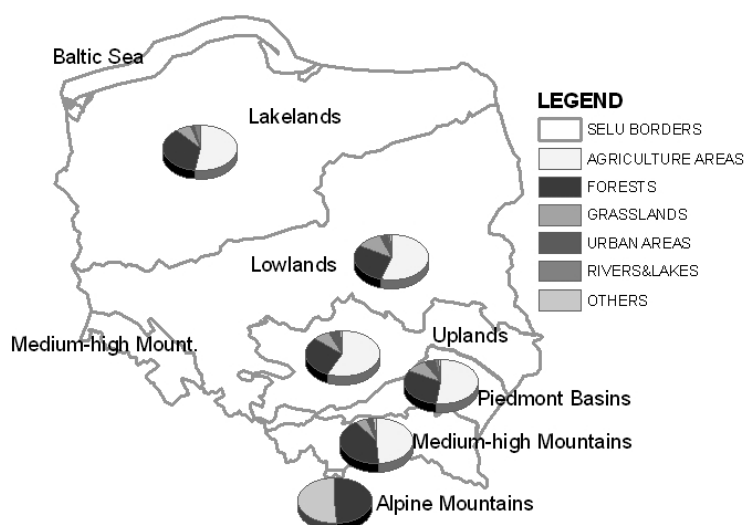 Baltic Sea
Lakelands
Lowlands
Medium-high Mount.
Uplands
Piedmont Basins
Medium-high Mountains
Alpine Mountains
LEGEND
SELU BORDERS
AGRICULTURE AREAS
FORESTS
GRASSLANDS
URBAN AREAS
RIVERS&LAKES
OTHERS